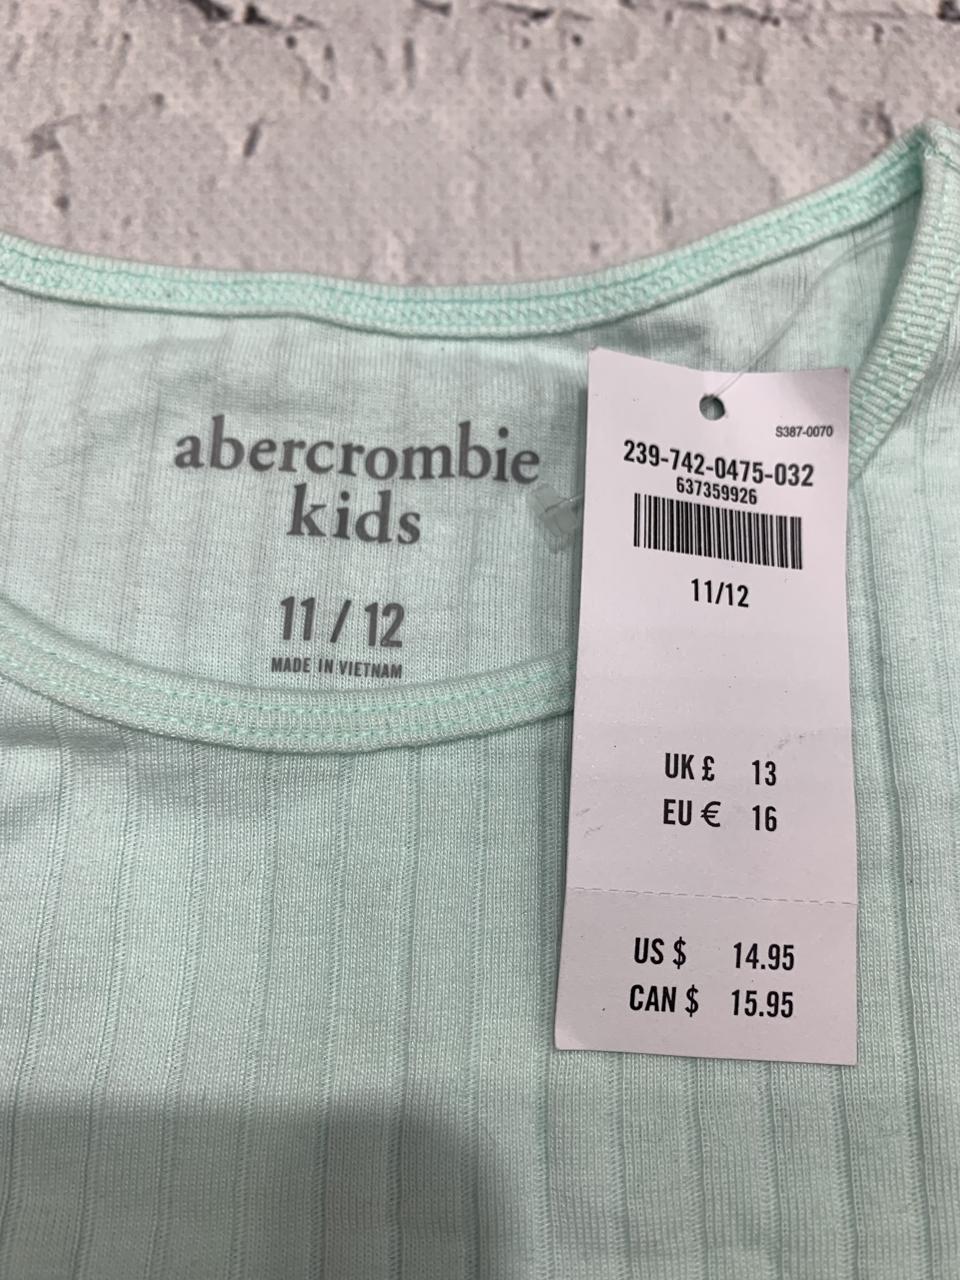 abercrombie
kids
11 / 12
MADE IN VIETNAM
S387-0070
239-742-0475-032
637359926
11/12
UK £ 13
EU € 16
US $ 14.95
CAN $ 15.95